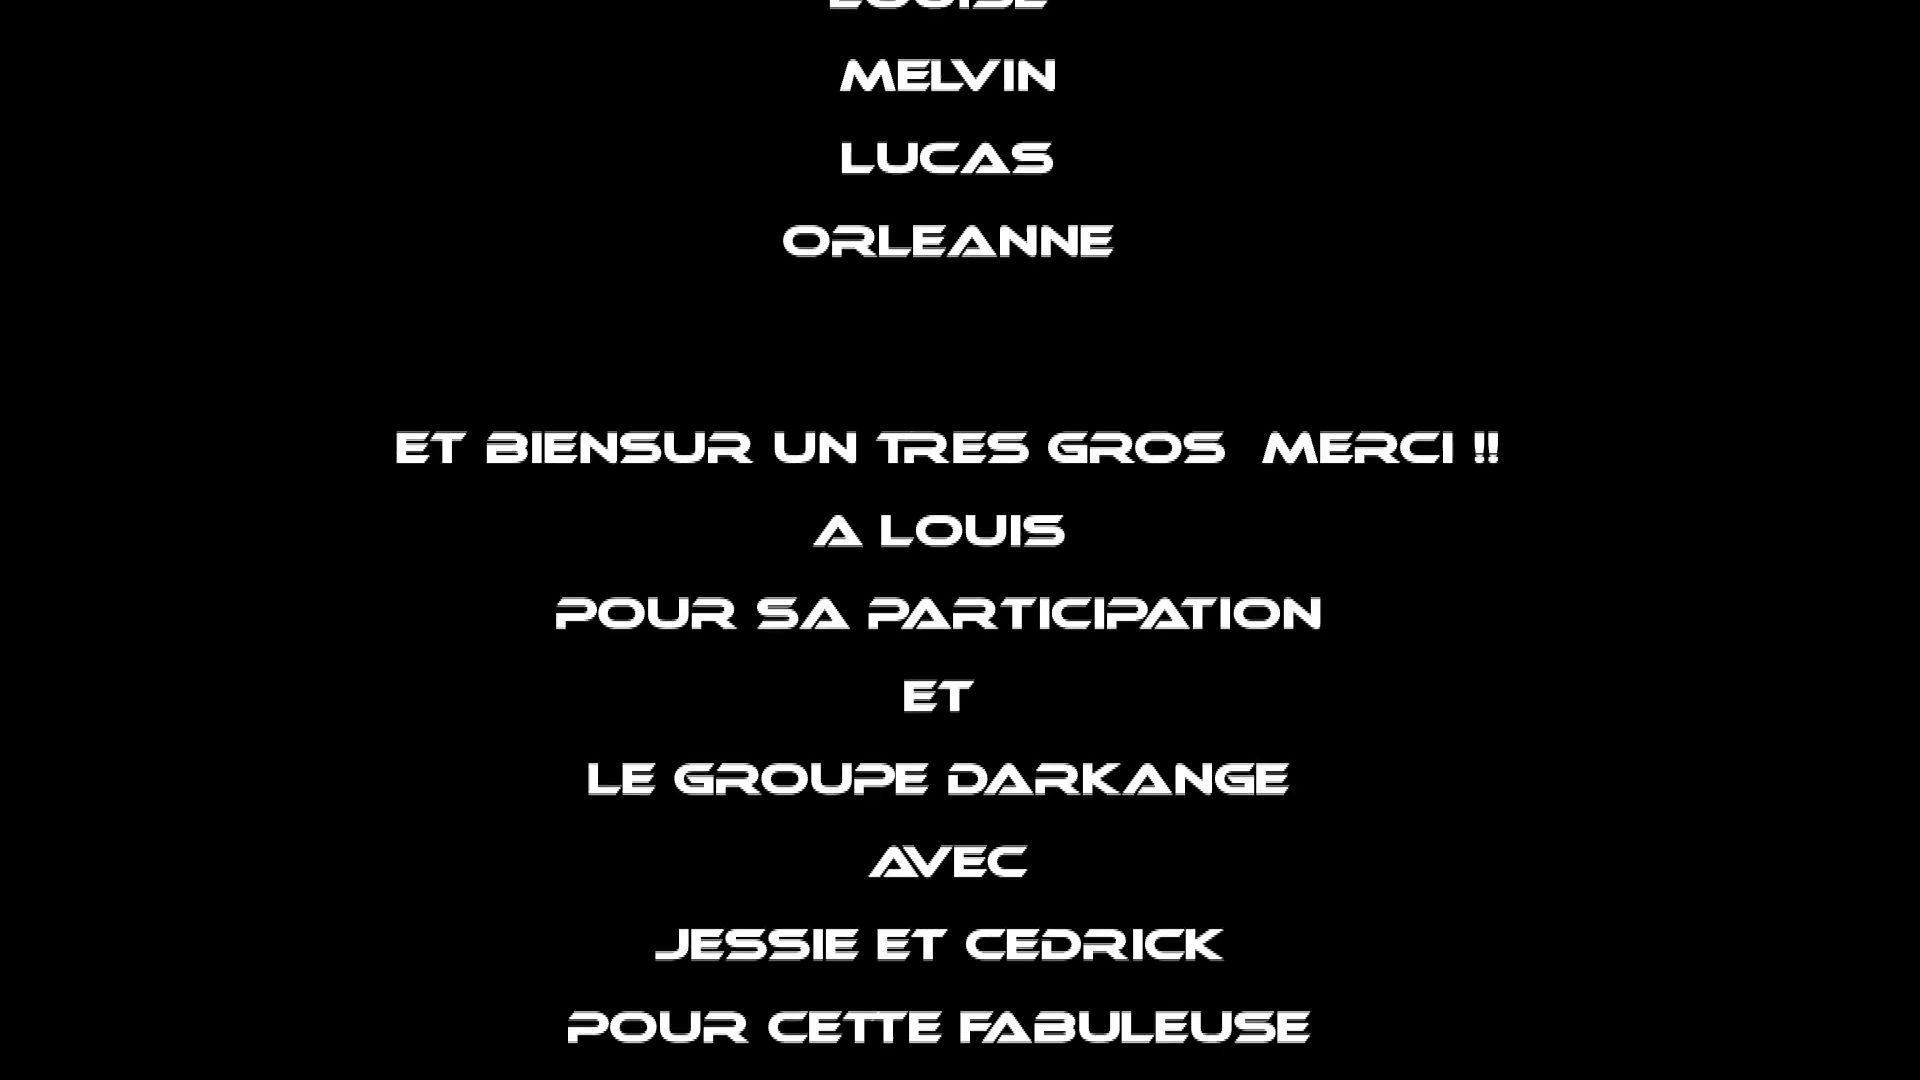 LOUISE
MELVIN
LUCAS
ORLEANNE
ET BIENSUR UN TRES GROS  MERCI !!
A LOUIS
POUR SA PARTICIPATION
ET
LE GROUPE DARKANGE
AVEC
JESSIE ET CEDRICK
POUR CETTE FABULEUSE